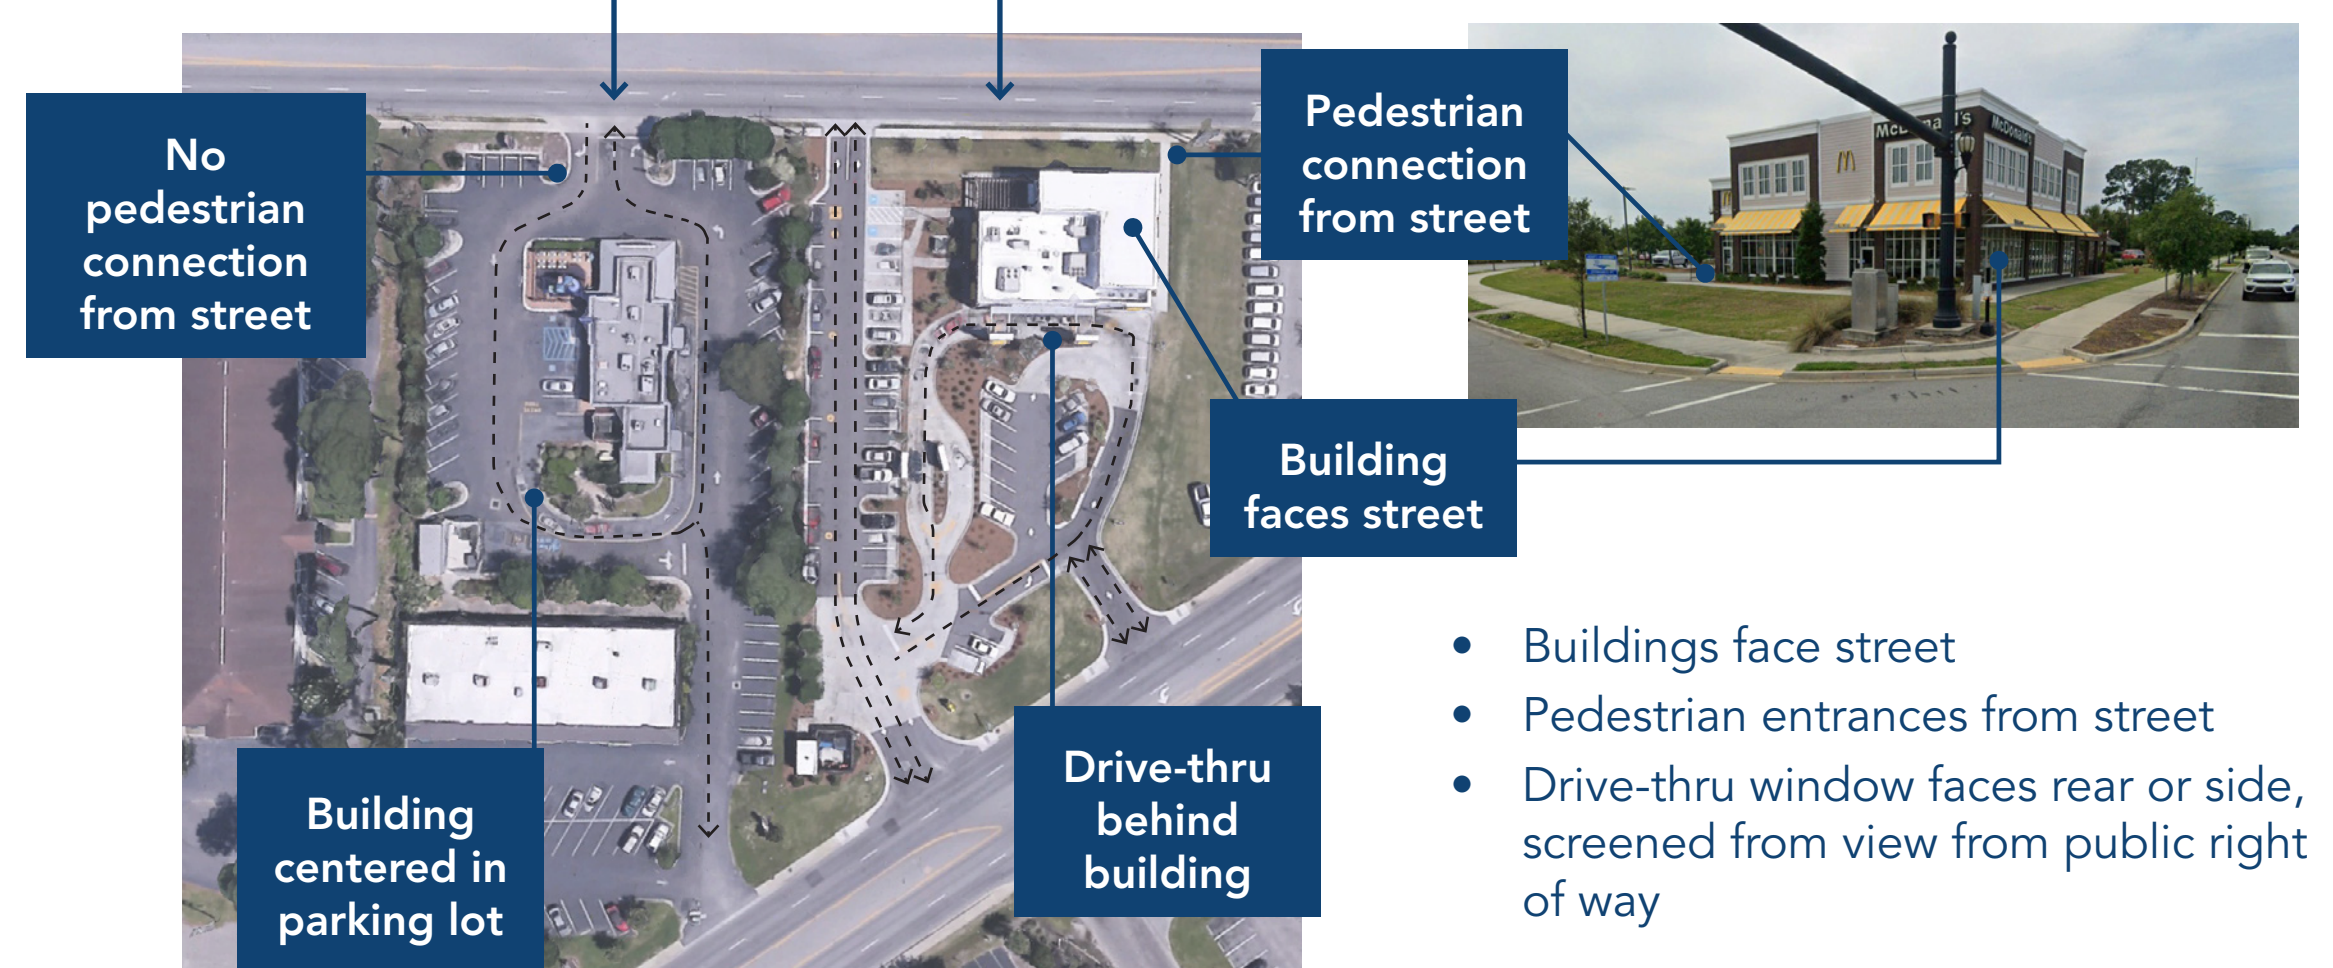 No
pedestrian
connection
from street
Pedestrian
connection
from street
McDonald's
McDonald's
Building
faces street
Building
centered in
parking lot
Drive-thru
behind
building
• Buildings face street
• Pedestrian entrances from street
• Drive-thru window faces rear or side,
screened from view from public right
of way